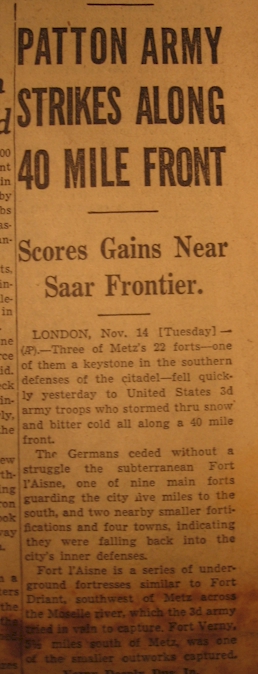 PATTON ARMY
STRIKES ALONG
40 MILE FRONT
Scores Gains Near
Saar Frontier.
LONDON, Nov. 14 [Tuesday]—
(AP).—Three of Metz's 22 forts—one
of them a keystone in the southern
defenses of the citadel—fell quick-
ly yesterday to United States 3d
army troops who stormed thru snow
and bitter cold all along a 40 mile
front.
The Germans ceded without a
struggle the subterranean Fort
l'Aisne, one of nine main forts
guarding the city five miles to the
south, and two nearby smaller forti-
fications and four towns, indicating
they were falling back into the
city's inner defenses.
Fort l'Aisne is a series of under-
ground fortresses similar to Fort
Driant, southwest of Metz across
the Moselle river, which the 3d army
tried in vain to capture. Fort Verny,
miles south of Metz, was one
of the smaller outworks captured.